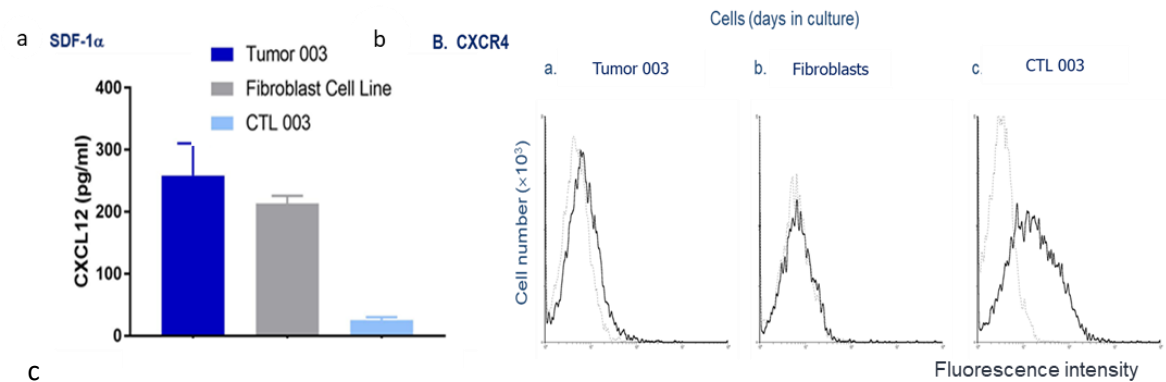 a
SDF-1α
Tumor 003
Fibroblast Cell Line
CTL 003
CXCL12 (pg/ml)
400
300
200
100
0
b
B. CXCR4
Cells (days in culture)
a. Tumor 003
b. Fibroblasts
c. CTL 003
Cell number (×10³)
Fluorescence intensity
c